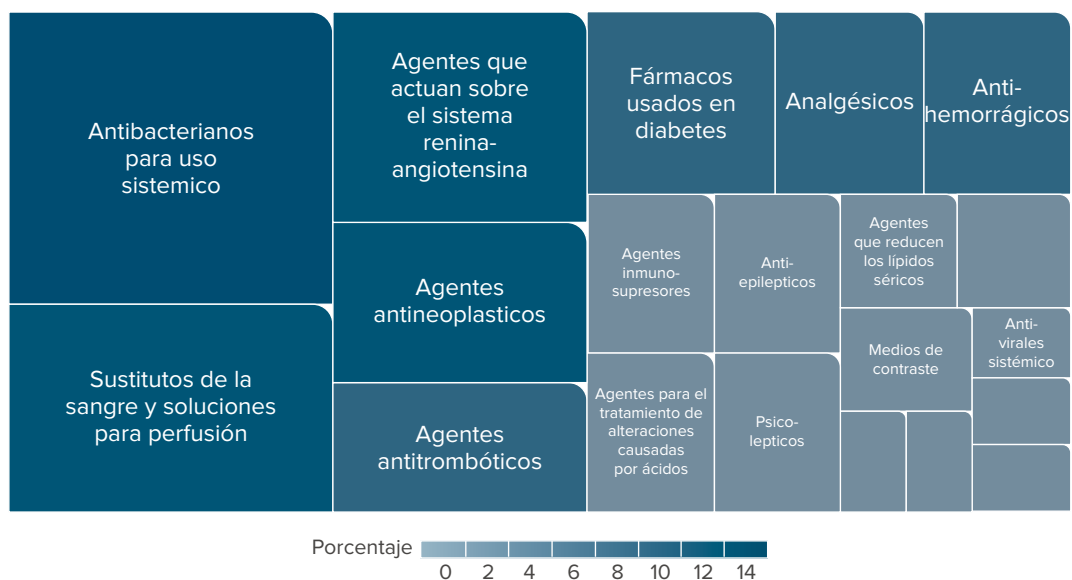 Antibacterianos
para uso
sistemico
Sustitutos de la
sangre y soluciones
para perfusión
Agentes que
actuan sobre
el sistema
renina-
angiotensina
Agentes
antineoplasticos
Agentes
antitrombóticos
Fármacos
usados en
diabetes
Analgésicos
Anti-
hemorrágicos
Agentes
inmuno-
supresores
Anti-
epilepticos
Agentes
que reducen
los lípidos
séricos
Agentes para el
tratamiento de
alteraciones
causadas
por ácidos
Psico-
lepticos
Medios de
contraste
Anti-
virales
sistémico
Porcentaje
0 2 4 6 8 10 12 14